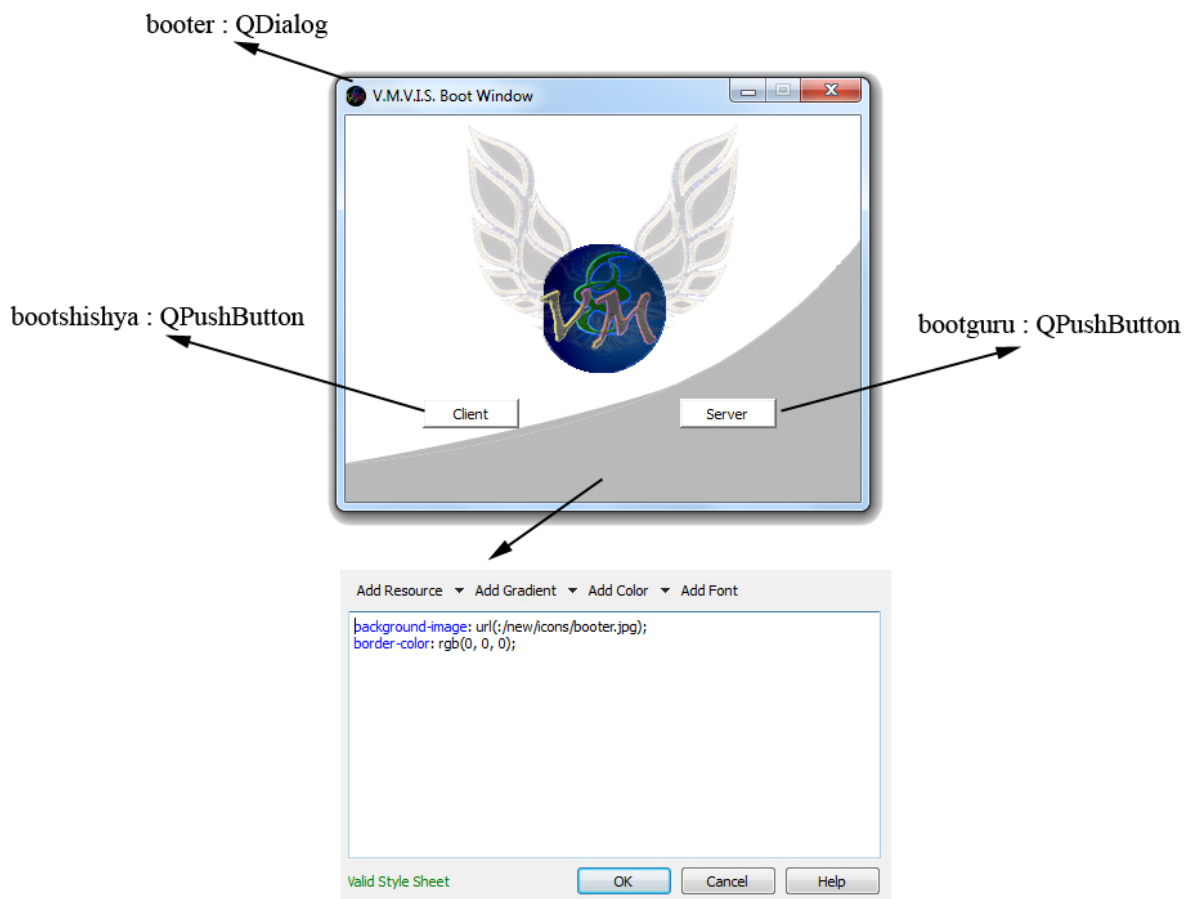 booter : QDialog
V.M.V.I.S. Boot Window
VM
bootshishya : QPushButton
bootguru : QPushButton
Client
Server
Add Resource Add Gradient Add Color Add Font
background-image: url(:/new/icons/booter.jpg);
border-color: rgb(0, 0, 0);
Valid Style Sheet
OK
Cancel
Help